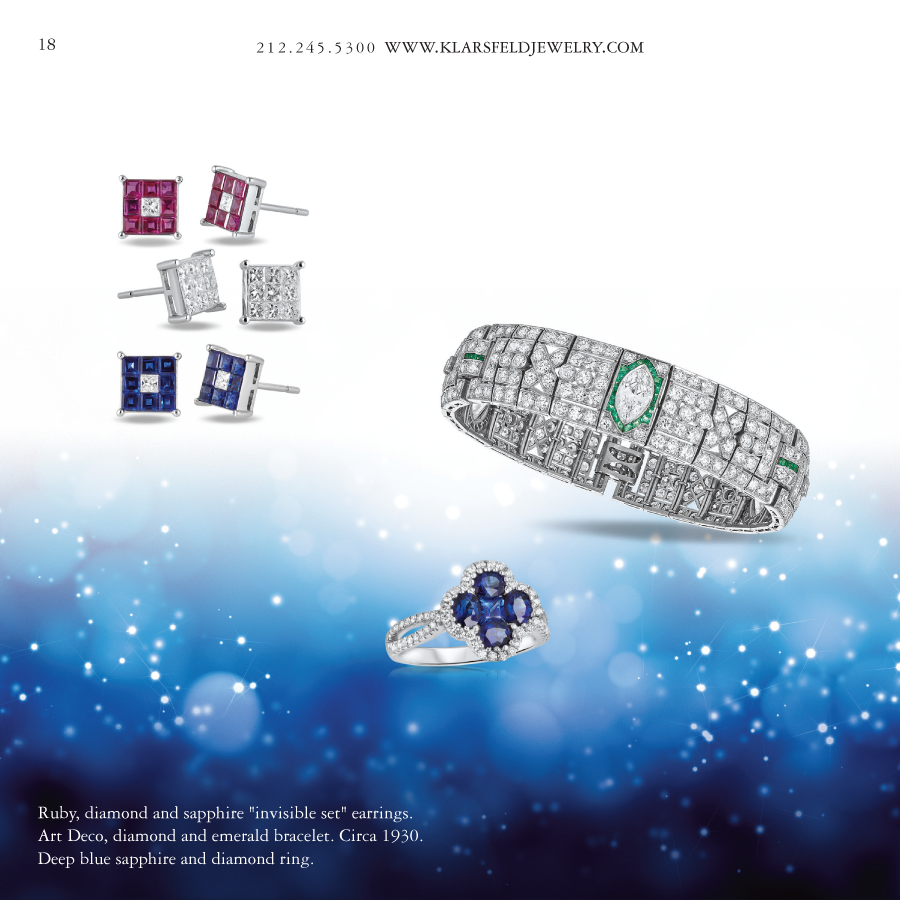 18
212.245.5300 WWW.KLARSFELDJEWELRY.COM
Ruby, diamond and sapphire "invisible set" earrings.
Art Deco, diamond and emerald bracelet. Circa 1930.
Deep blue sapphire and diamond ring.